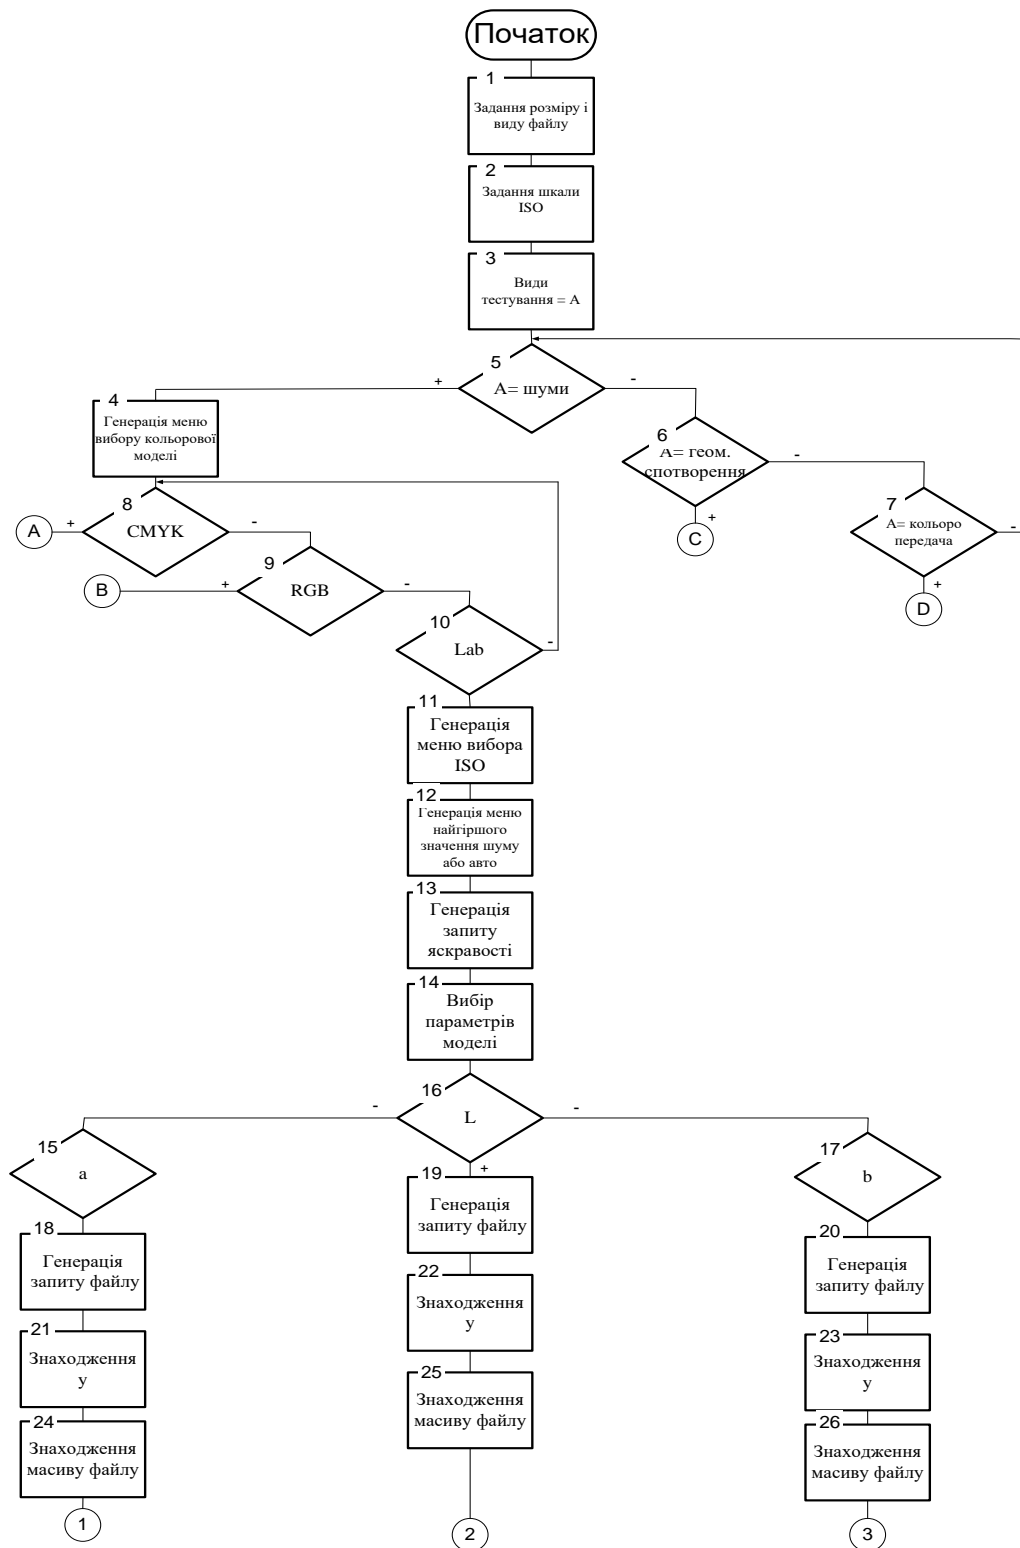 Початок
1
Задання розміру і
виду файлу
2
Задання шкали
ISO
3
Види
тестування = А
5
А= шуми
+
-
4
Генерація меню
вибору кольорової
моделі
6
А= геом.
спотворення
-
+
C
7
А= кольоро
передача
-
+
D
8
CMYK
+
-
A
9
RGB
+
-
B
10
Lab
-
11
Генерація
меню вибора
ISO
12
Генерація меню
найгіршого
значення шуму
або авто
13
Генерація
запиту
яскравості
14
Вибір
параметрів
моделі
16
L
-
-
+
15
a
17
b
18
Генерація
запиту файлу
19
Генерація
запиту файлу
20
Генерація
запиту файлу
21
Знаходження
у
22
Знаходження
у
23
Знаходження
у
24
Знаходження
масиву файлу
25
Знаходження
масиву файлу
26
Знаходження
масиву файлу
1
2
3